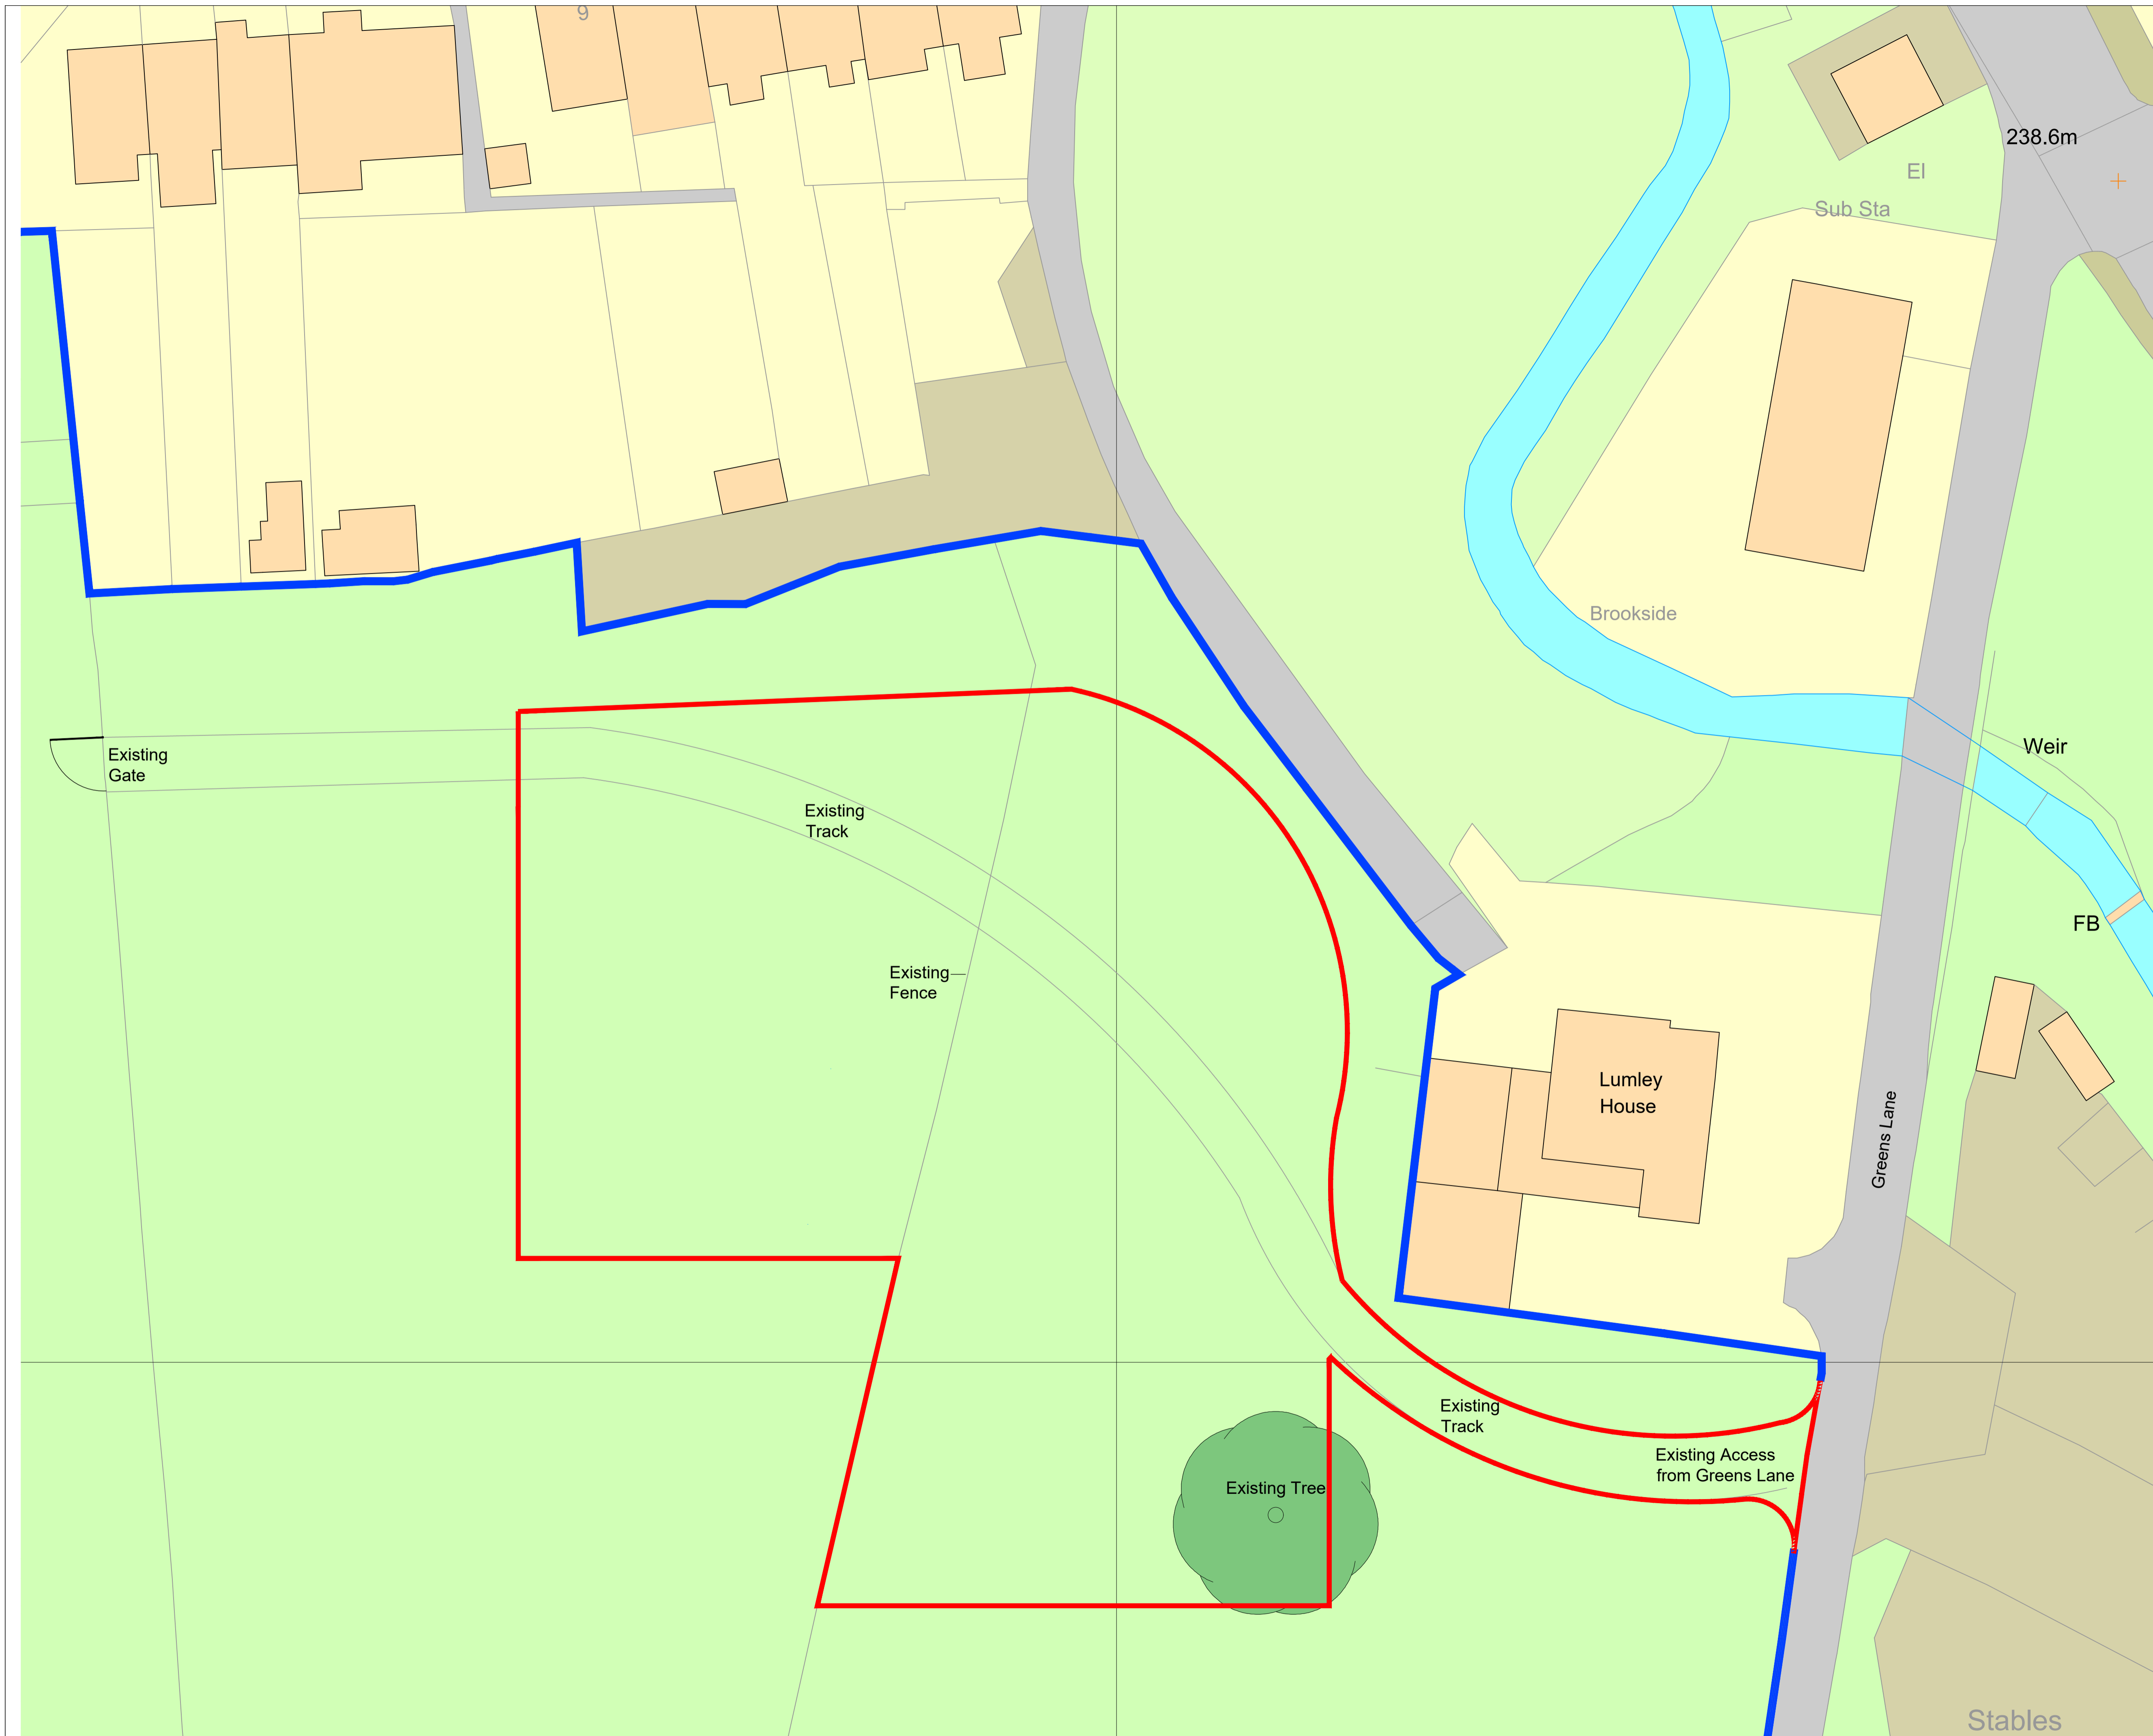 9
238.6m
El
Sub Sta
Brookside
Weir
Existing
Gate
Existing
Track
FB
Existing
Fence
Lumley
House
Greens Lane
Existing
Track
Existing Access
from Greens Lane
Existing Tree
Stables